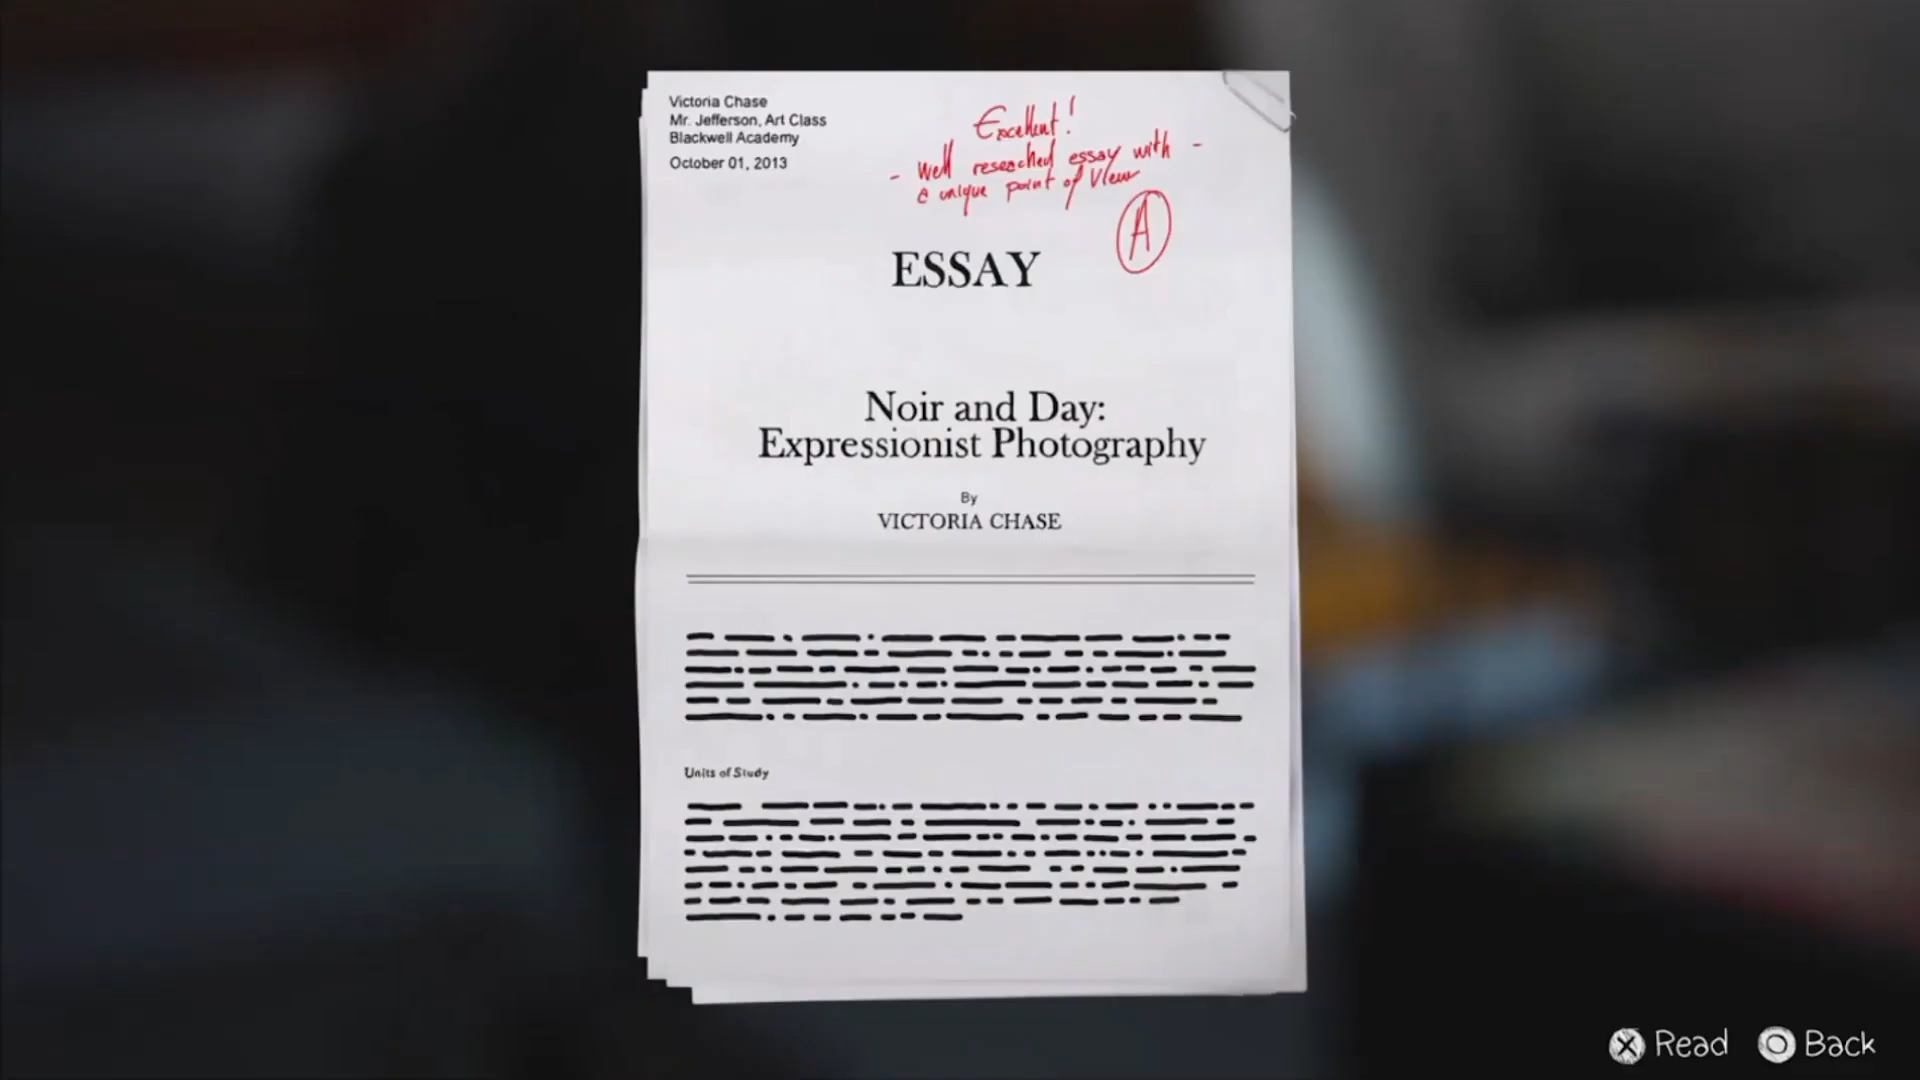 Victoria Chase
Mr. Jefferson, Art Class
Blackwell Academy
October 01, 2013
Excellent!
- Well reseached essay with -
a unique point of View
A
ESSAY
Noir and Day:
Expressionist Photography
By
VICTORIA CHASE
Units of Study
Read
Back